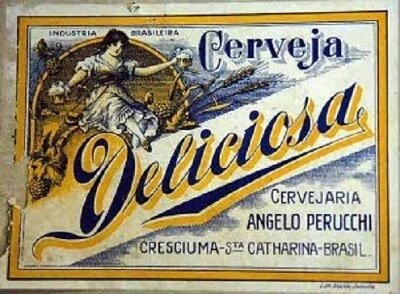 INDUSTRIA BRASILEIRA
Cerveja
Deliciosa
CERVEJARIA
ANGELO PERUCCHI
CRESCIUMA-STA CATHARINA-BRASIL.